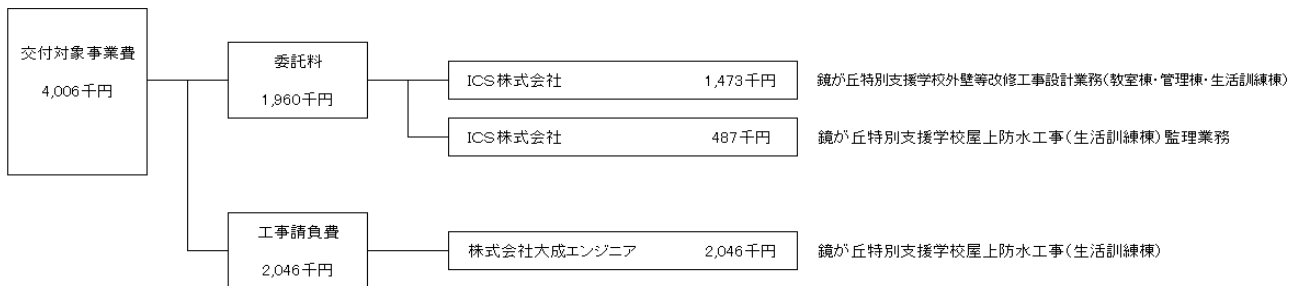 交付対象事業費
4,006千円
委託料
1,960千円
ICS株式会社 1,473千円 鏡が丘特別支援学校外壁等改修工事設計業務(教室棟・管理棟・生活訓練棟)
ICS株式会社 487千円 鏡が丘特別支援学校屋上防水工事(生活訓練棟)監理業務
工事請負費
2,046千円
株式会社大成エンジニア 2,046千円 鏡が丘特別支援学校屋上防水工事(生活訓練棟)